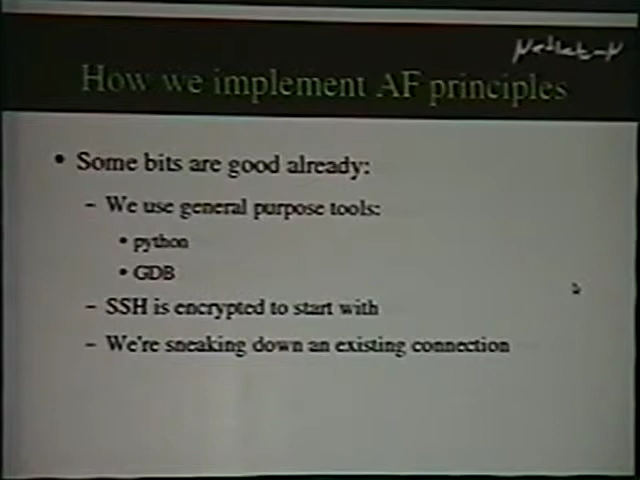 How we implement AF principles
• Some bits are good already:
– We use general purpose tools:
• python
• GDB
– SSH is encrypted to start with
– We're sneaking down an existing connection